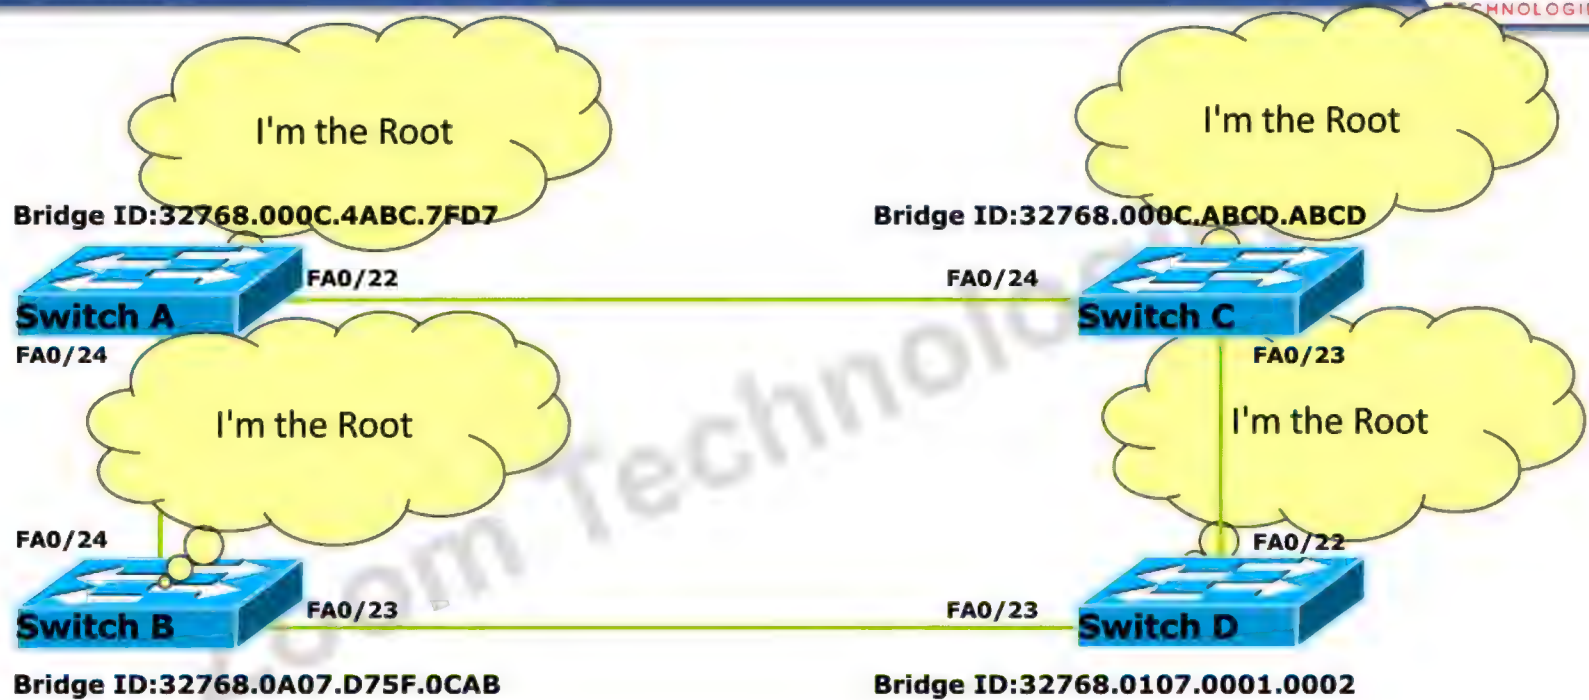 TECHNOLOGIE
I'm the Root
I'm the Root
Bridge ID:32768.000C.4ABC.7FD7
Bridge ID:32768.000C.ABCD.ABCD
FA0/22
FA0/24
Switch A
Switch C
FA0/24
FA0/23
I'm the Root
I'm the Root
FA0/24
FA0/22
FA0/23
FA0/23
Switch B
Switch D
Bridge ID:32768.0A07.D75F.0CAB
Bridge ID:32768.0107.0001.0002